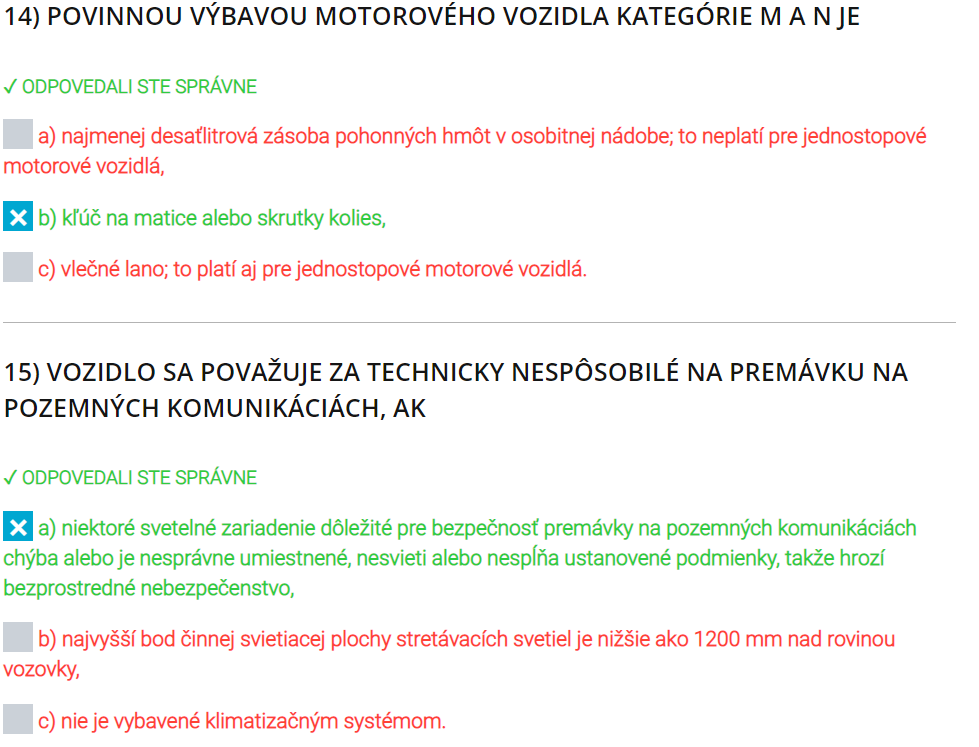 14) POVINNOU VÝBAVOU MOTOROVÉHO VOZIDLA KATEGÓRIE M A N JE
✓ ODPOVEDALI STE SPRÁVNE
a) najmenej desaťlitrová zásoba pohonných hmôt v osobitnej nádobe; to neplatí pre jednostopové
motorové vozidlá,
b) kľúč na matice alebo skrutky kolies,
c) vlečné lano; to platí aj pre jednostopové motorové vozidlá.
15) VOZIDLO SA POVAŽUJE ZA TECHNICKY NESPÔSOBILÉ NA PREMÁVKU NA
POZEMNÝCH KOMUNIKÁCIÁCH, AK
✓ ODPOVEDALI STE SPRÁVNE
a) niektoré svetelné zariadenie dôležité pre bezpečnosť premávky na pozemných komunikáciách
chýba alebo je nesprávne umiestnené, nesvieti alebo nespĺňa ustanovené podmienky, takže hrozí
bezprostredné nebezpečenstvo,
b) najvyšší bod činnej svietiacej plochy stretávacích svetiel je nižšie ako 1200 mm nad rovinou
vozovky,
c) nie je vybavené klimatizačným systémom.